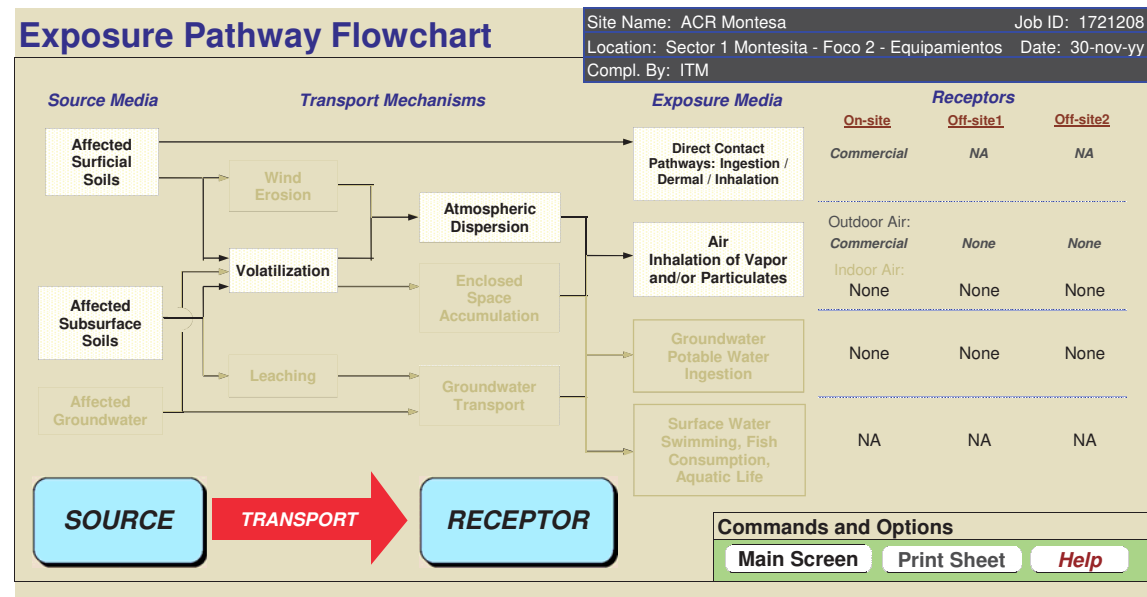 Exposure Pathway Flowchart
Site Name: ACR Montesa Job ID: 1721208
Location: Sector 1 Montesita - Foco 2 - Equipamientos Date: 30-nov-yy
Compl. By: ITM
Source Media Transport Mechanisms Exposure Media Receptors
On-site Off-site1 Off-site2
Affected
Surficial
Soils
Wind
Erosion
Volatilization
Atmospheric
Dispersion
Enclosed
Space
Accumulation
Affected
Subsurface
Soils
Leaching
Groundwater
Transport
Affected
Groundwater
Direct Contact
Pathways: Ingestion /
Dermal / Inhalation
Commercial NA NA
Air
Inhalation of Vapor
and/or Particulates
Outdoor Air:
Commercial None None
Indoor Air:
None None None
Groundwater
Potable Water
Ingestion
None None None
Surface Water
Swimming, Fish
Consumption,
Aquatic Life
NA NA NA
SOURCE TRANSPORT RECEPTOR
Commands and Options
Main Screen Print Sheet Help